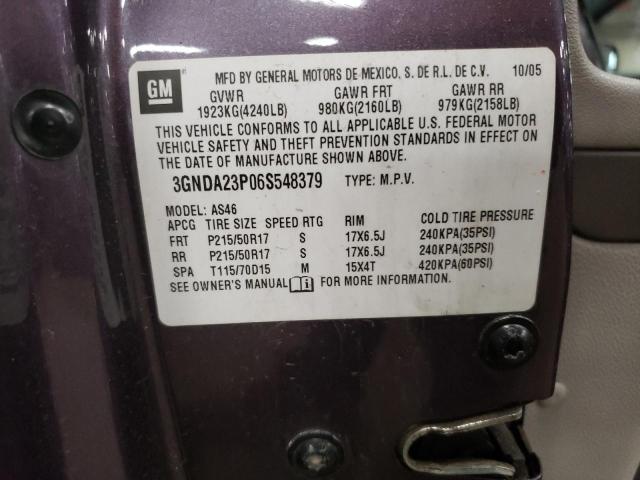 GM
MFD BY GENERAL MOTORS DE MEXICO, S. DE R.L. DE C.V. 10/05
GVWR GAWR FRT GAWR RR
1923KG(4240LB) 980KG(2160LB) 979KG(2158LB)
THIS VEHICLE CONFORMS TO ALL APPLICABLE U.S. FEDERAL MOTOR
VEHICLE SAFETY AND THEFT PREVENTION STANDARDS IN EFFECT ON
THE DATE OF MANUFACTURE SHOWN ABOVE.
3GNDA23P06S548379 TYPE: M.P.V.
MODEL: AS46
APCG TIRE SIZE SPEED RTG RIM COLD TIRE PRESSURE
FRT P215/50R17 S 17X6.5J 240KPA(35PSI)
RR P215/50R17 S 17X6.5J 240KPA(35PSI)
SPA T115/70D15 M 15X4T 420KPA(60PSI)
SEE OWNER'S MANUAL FOR MORE INFORMATION.